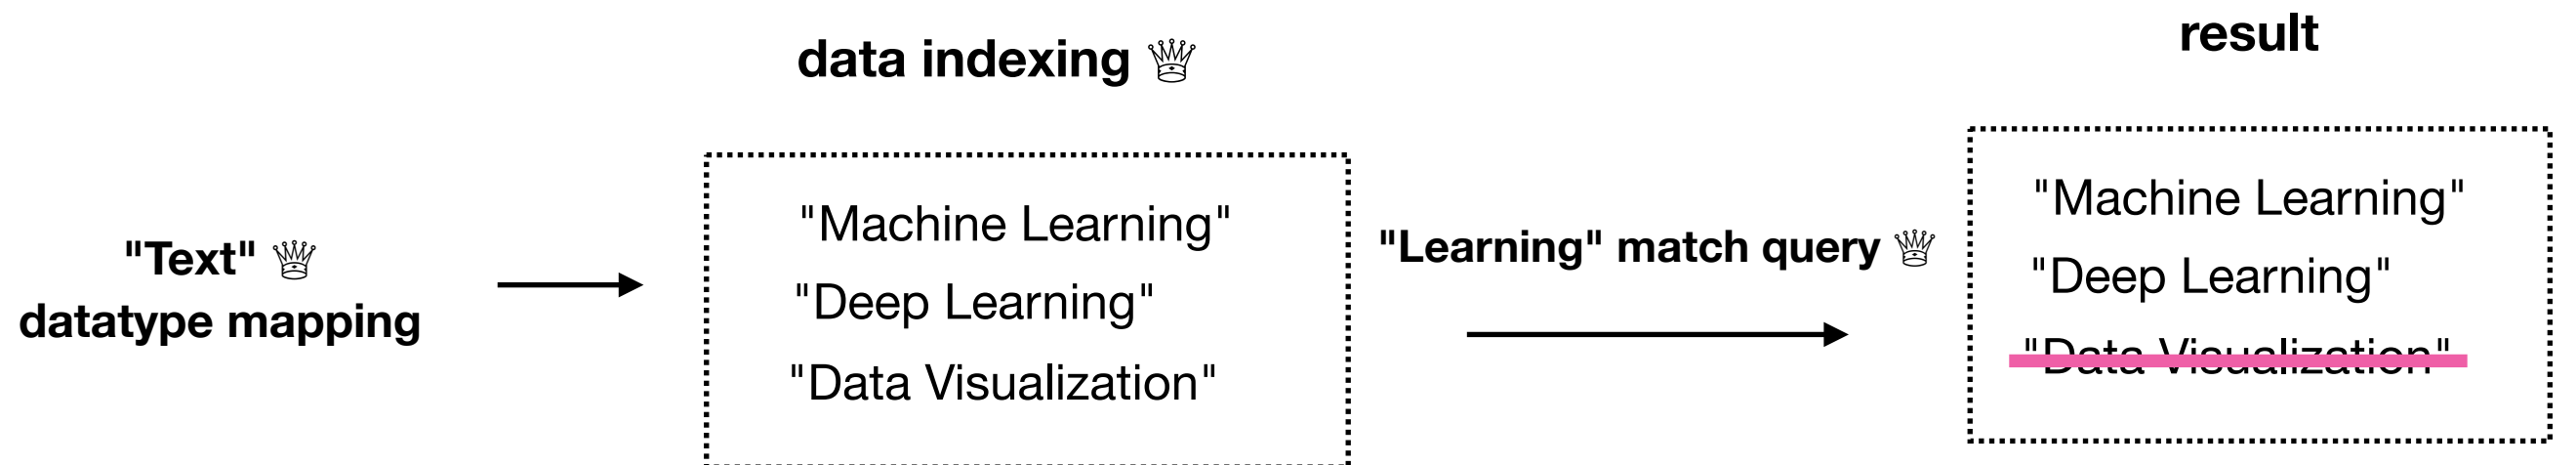 "Text" ♕
datatype mapping
data indexing ♕
"Machine Learning"
"Deep Learning"
"Data Visualization"
"Learning" match query ♕
result
"Machine Learning"
"Deep Learning"
"Data Visualization"